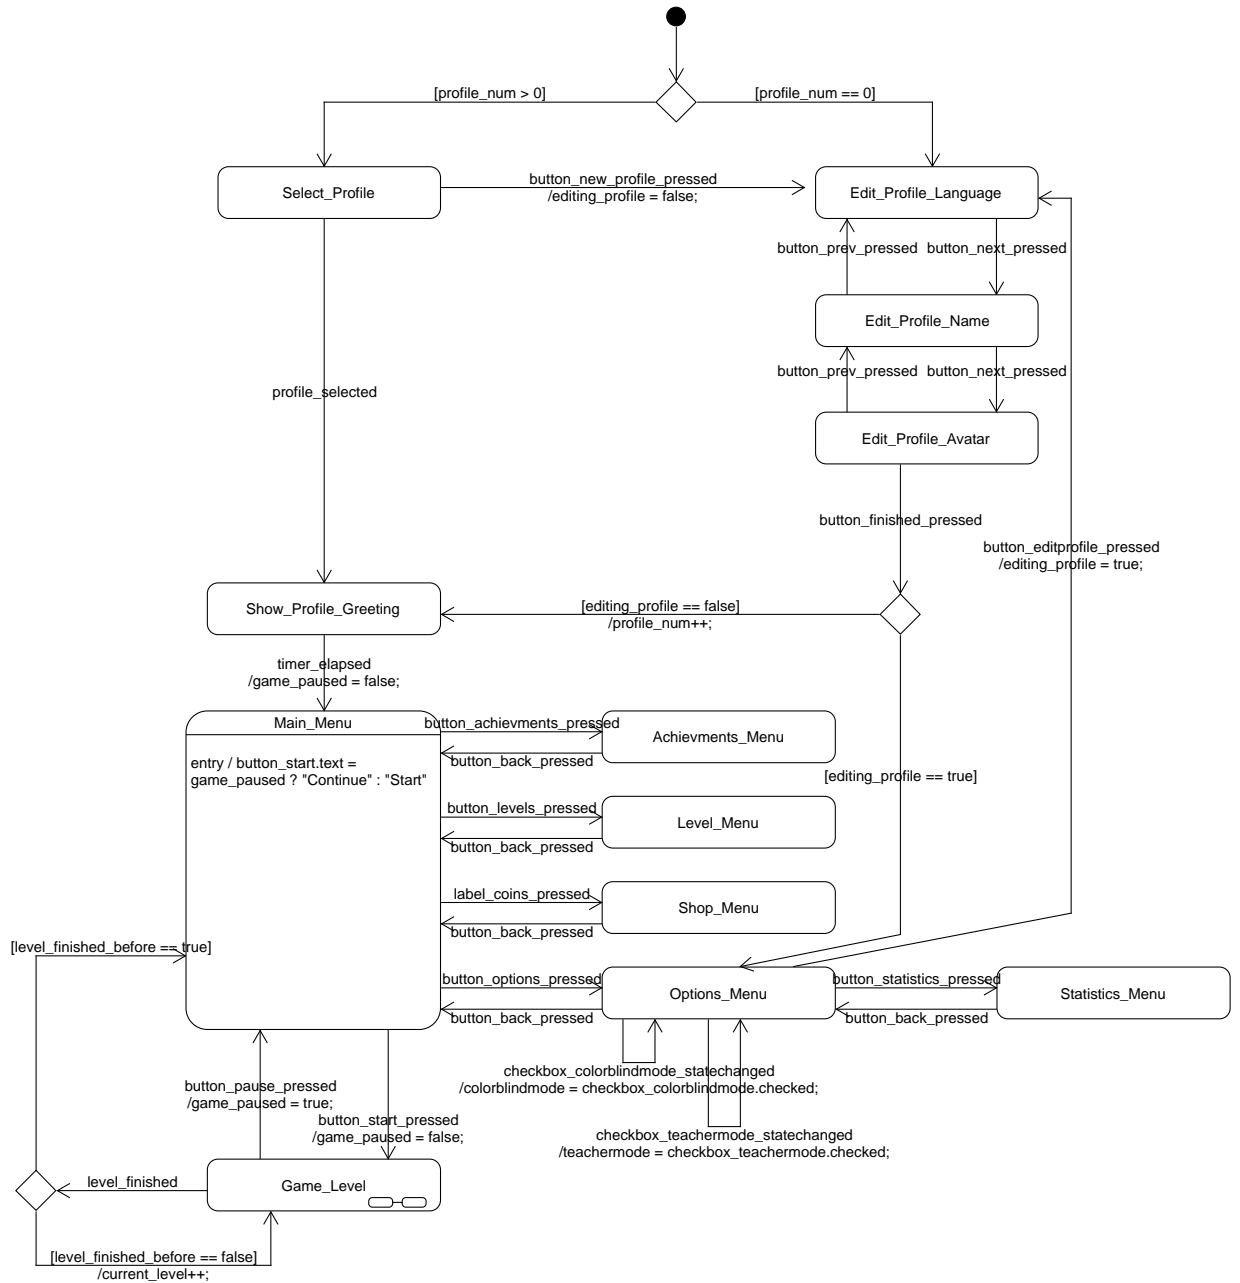 [profile_num > 0]
[profile_num == 0]
Select_Profile
button_new_profile_pressed
/editing_profile = false;
Edit_Profile_Language
button_prev_pressed
button_next_pressed
Edit_Profile_Name
button_prev_pressed
button_next_pressed
profile_selected
Edit_Profile_Avatar
button_finished_pressed
button_editprofile_pressed
/editing_profile = true;
Show_Profile_Greeting
[editing_profile == false]
/profile_num++;
timer_elapsed
/game_paused = false;
Main_Menu
entry / button_start.text =
game_paused ? "Continue" : "Start"
button_achievments_pressed
Achievments_Menu
button_back_pressed
[editing_profile == true]
button_levels_pressed
Level_Menu
button_back_pressed
label_coins_pressed
Shop_Menu
button_back_pressed
[level_finished_before == true]
button_options_pressed
Options_Menu
button_back_pressed
button_statistics_pressed
Statistics_Menu
button_back_pressed
checkbox_colorblindmode_statechanged
/colorblindmode = checkbox_colorblindmode.checked;
button_pause_pressed
/game_paused = true;
button_start_pressed
/game_paused = false;
checkbox_teachermode_statechanged
/teachermode = checkbox_teachermode.checked;
level_finished
Game_Level
[level_finished_before == false]
/current_level++;